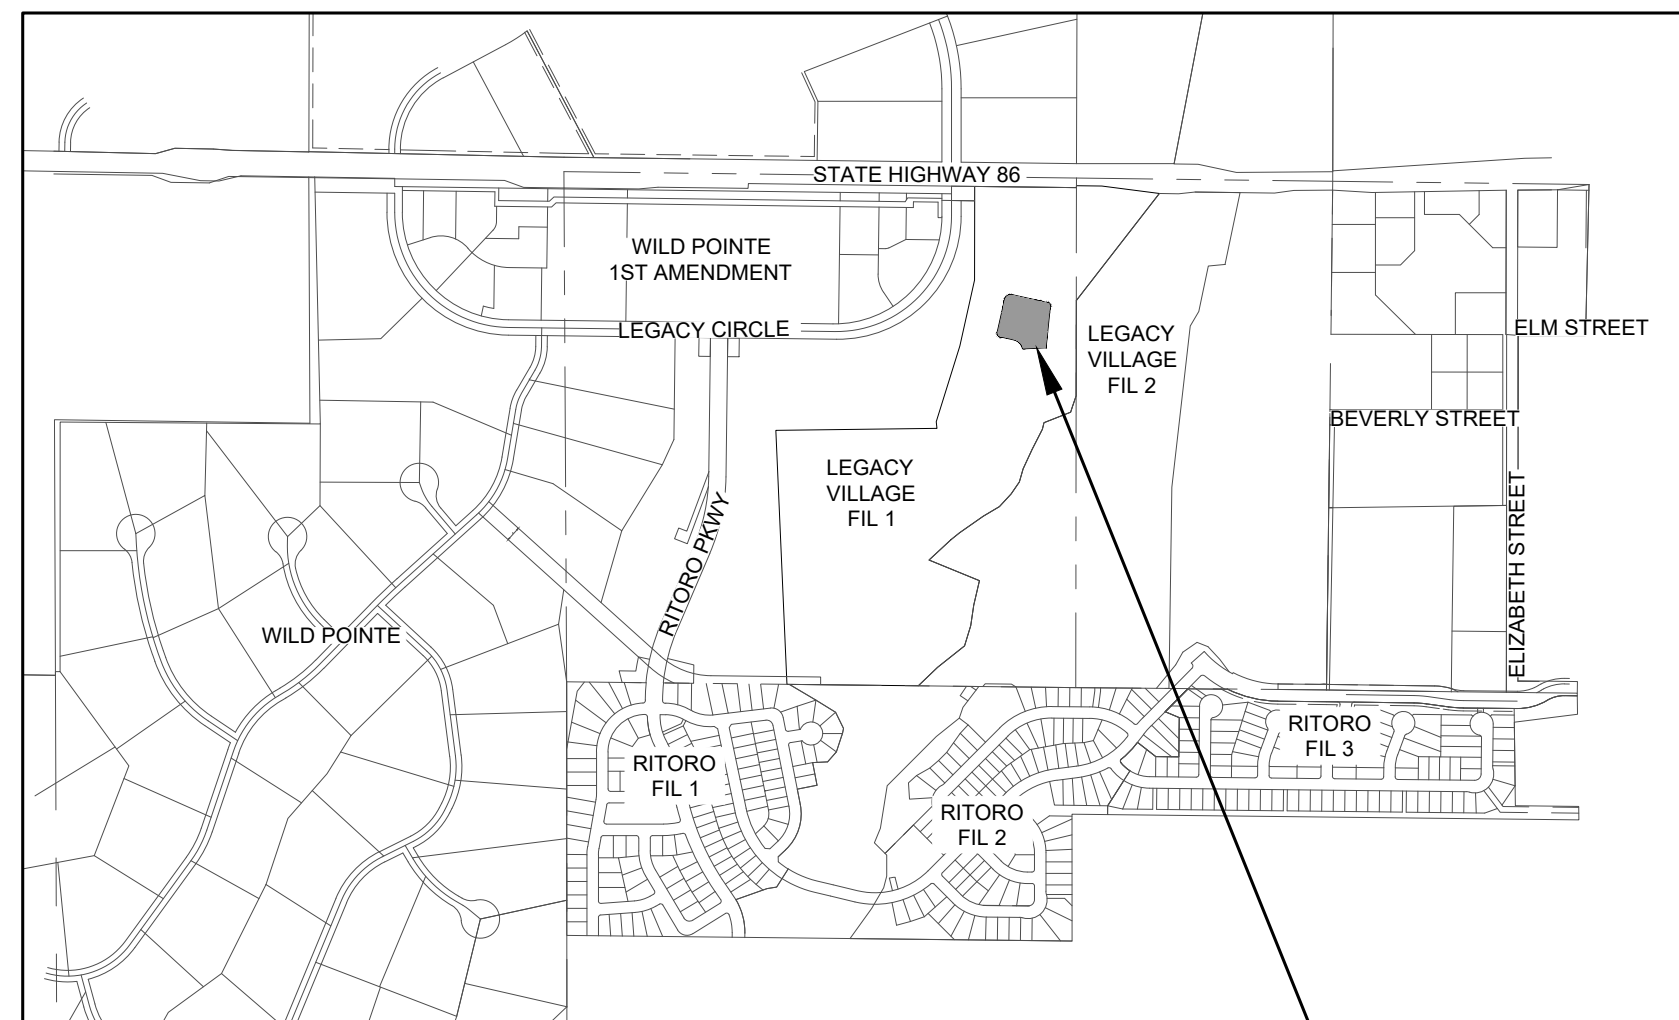 STATE HIGHWAY 86
WILD POINTE
1ST AMENDMENT
LEGACY CIRCLE
LEGACY
VILLAGE
FIL 2
ELM STREET
BEVERLY STREET
LEGACY
VILLAGE
FIL 1
RITORO PKWY
ELIZABETH STREET
WILD POINTE
RITORO
FIL 3
RITORO
FIL 1
RITORO
FIL 2